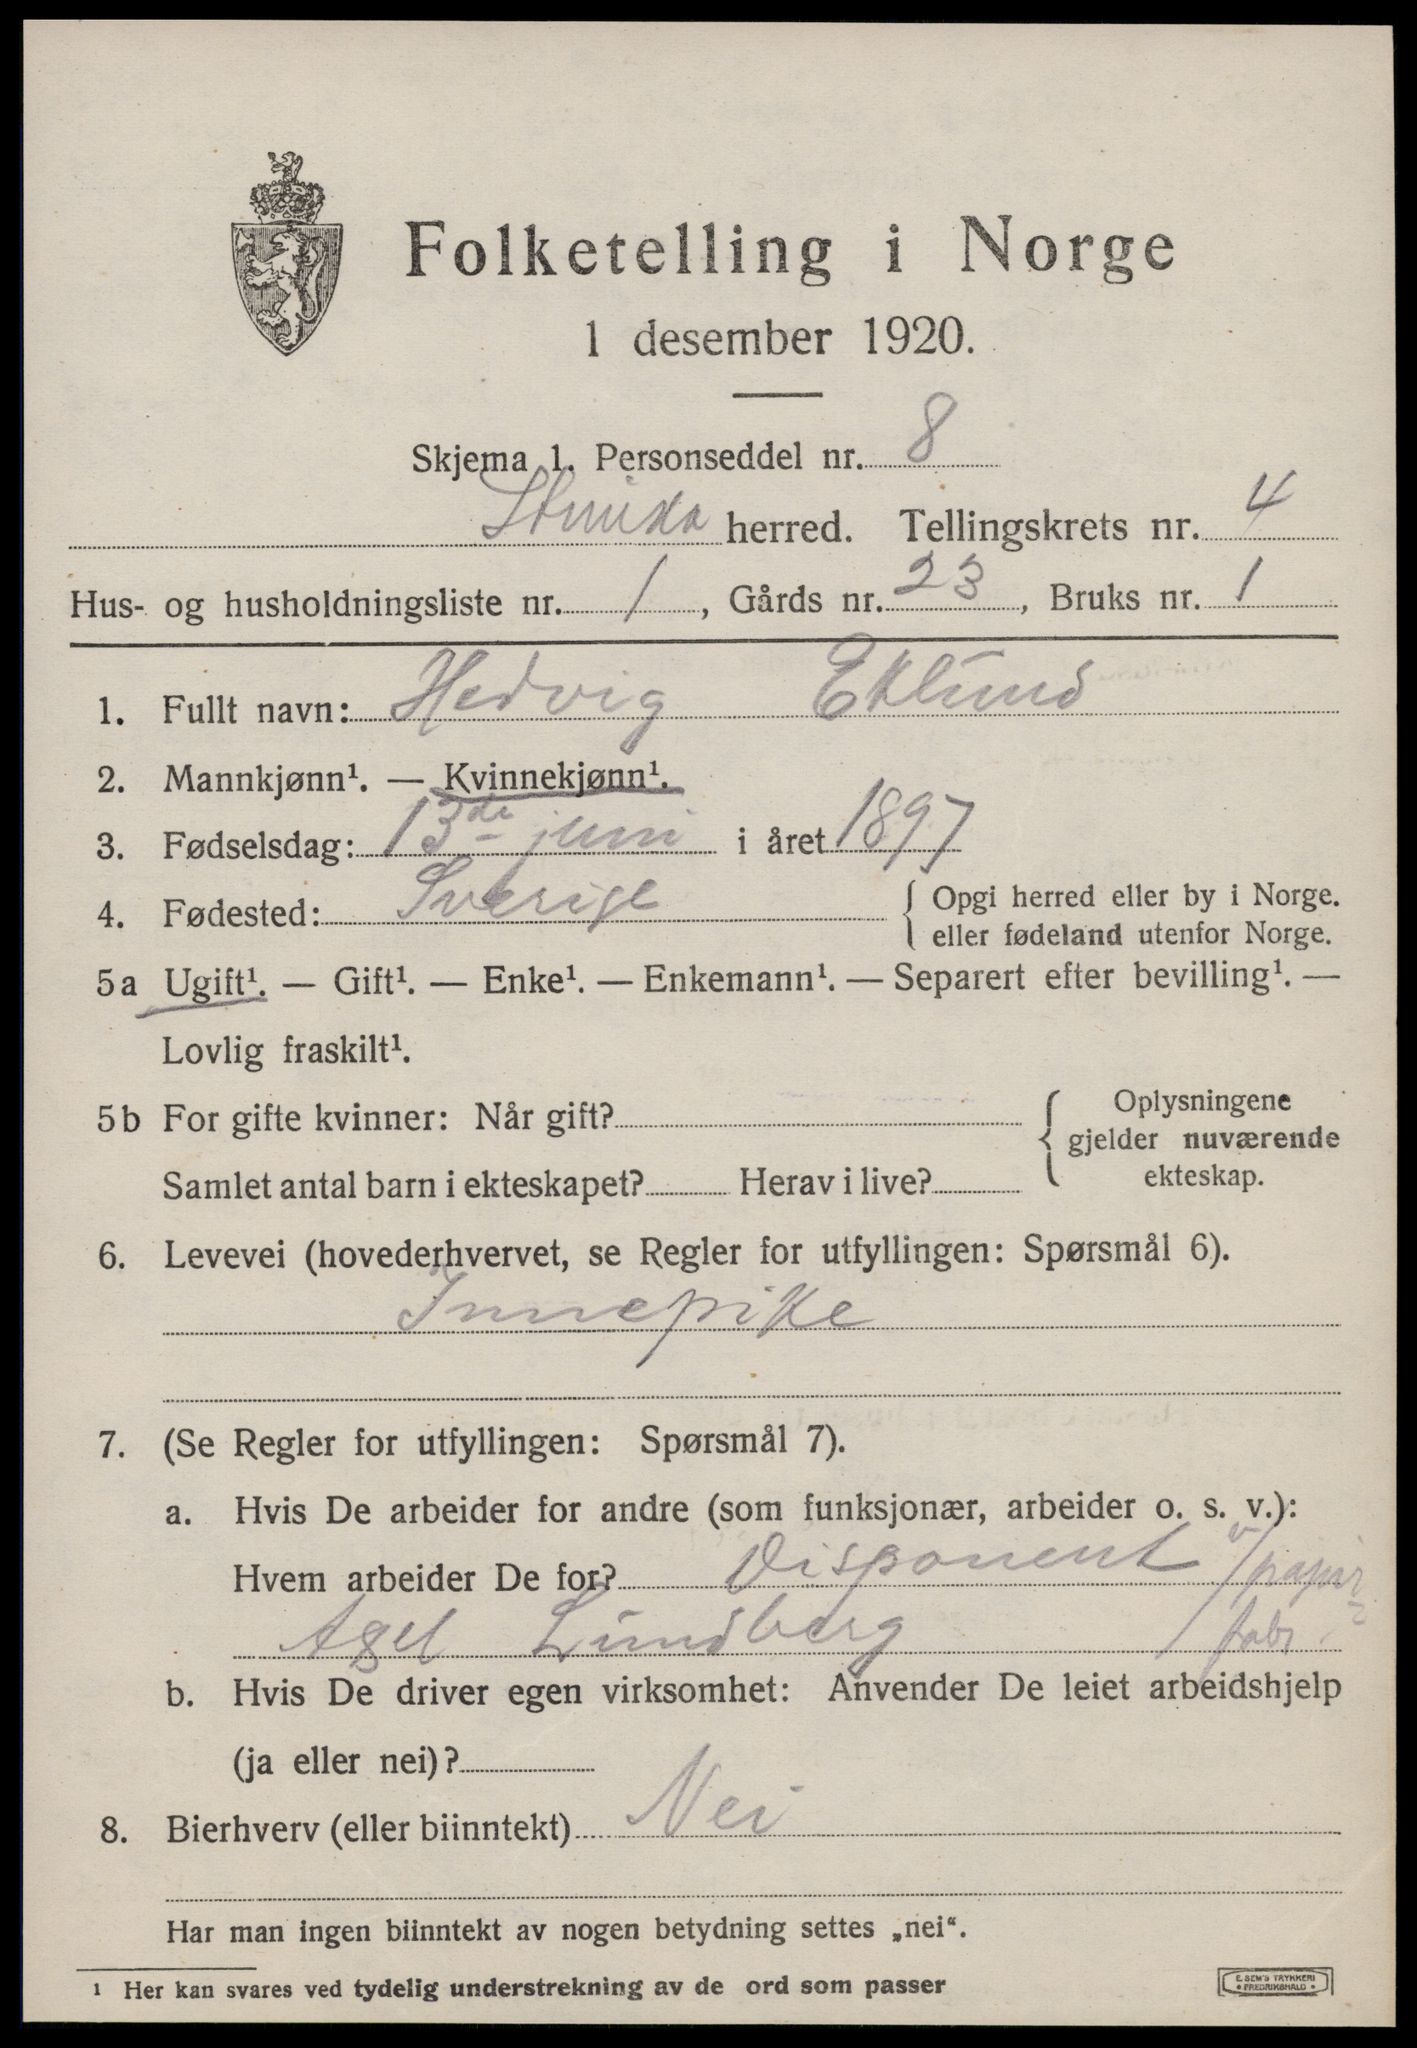 Folketelling i Norge
1 desember 1920.
Skjema 1. Personseddel nr. 8
Strinda herred. Tellingskrets nr. 4
Hus- og husholdningsliste nr. 1, Gårds nr. 23, Bruks nr. 1
1. Fullt navn: Hedvig Eklund
2. Mannkjønn¹. — Kvinnekjønn¹.
3. Fødselsdag: 13de juni i året 1897
4. Fødested: Sverige { Opgi herred eller by i Norge.
eller fødeland utenfor Norge.
5a Ugift¹. — Gift¹. — Enke¹. — Enkemann¹. — Separert efter bevilling¹. —
Lovlig fraskilt¹.
5b For gifte kvinner: Når gift? { Oplysningene
gjelder nuværende
Samlet antal barn i ekteskapet? Herav i live? ekteskap.
6. Levevei (hovederhvervet, se Regler for utfyllingen: Spørsmål 6).
Innepike
7. (Se Regler for utfyllingen: Spørsmål 7).
a. Hvis De arbeider for andre (som funksjonær, arbeider o. s. v.):
Hvem arbeider De for? Disponent v/papir
Axel Lundberg / fabr.
b. Hvis De driver egen virksomhet: Anvender De leiet arbeidshjelp
(ja eller nei)?
8. Bierhverv (eller biinntekt) Nei
Har man ingen biinntekt av nogen betydning settes „nei“.
¹ Her kan svares ved tydelig understrekning av de ord som passer
E. SEM'S TRYKKERI
• FREDRIKSHALD •